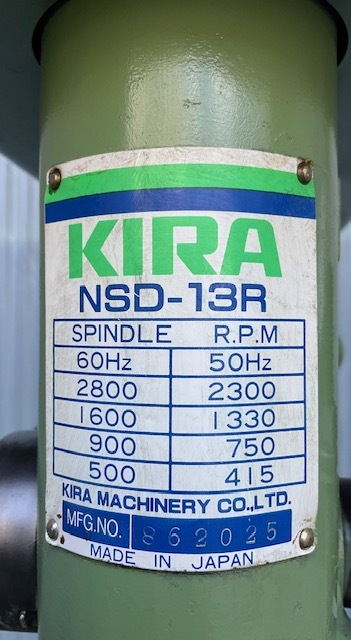 KIRA
NSD-13R
SPINDLE R.P.M
60Hz 50Hz
2800 2300
1600 1330
900 750
500 415
KIRA MACHINERY CO.,LTD.
MFG.NO. 862025
MADE IN JAPAN